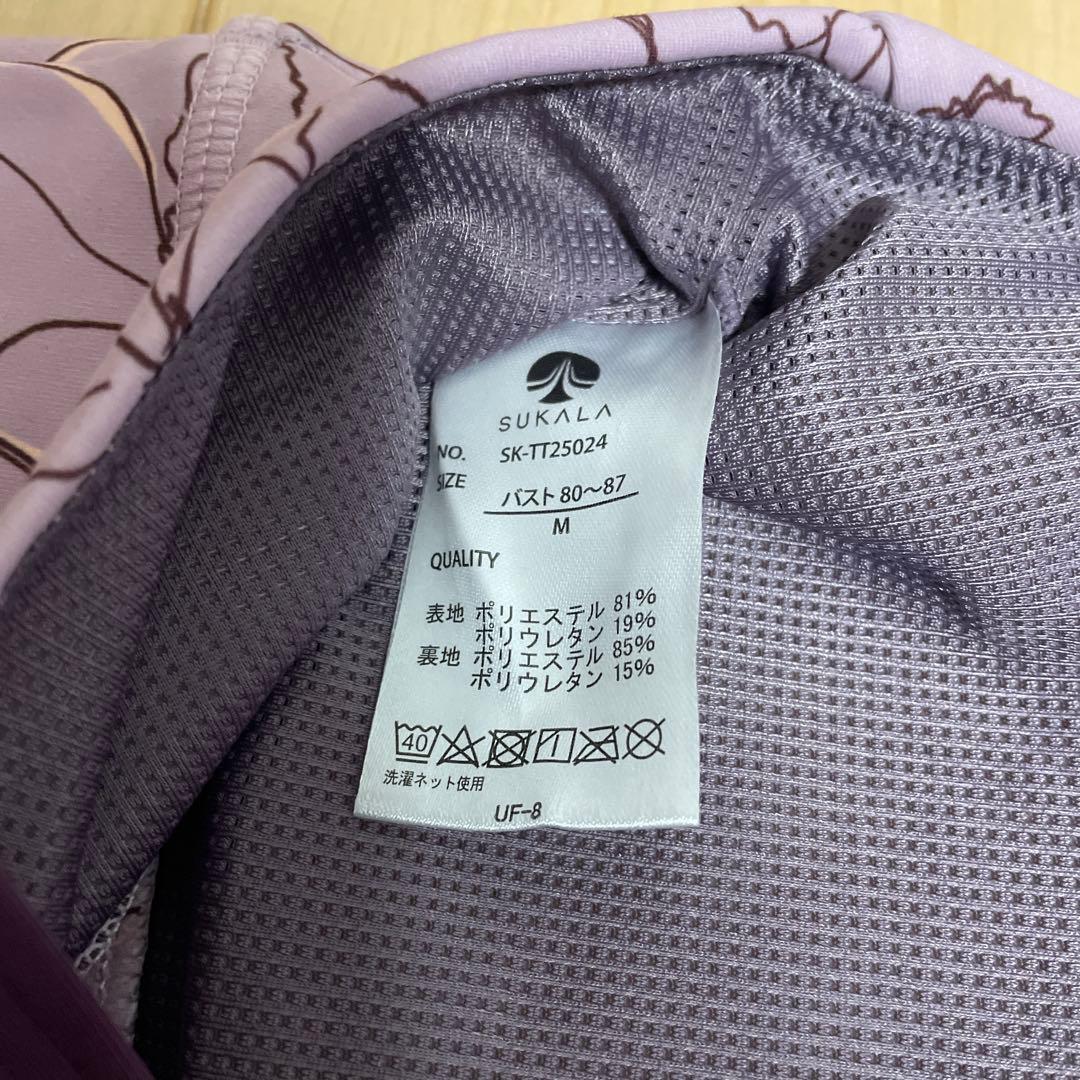 SUKALA
NO. SK-TT25024
SIZE バスト 80〜87
M
QUALITY
表地 ポリエステル 81%
ポリウレタン 19%
裏地 ポリエステル 85%
ポリウレタン 15%
40
洗濯ネット使用
UF-8